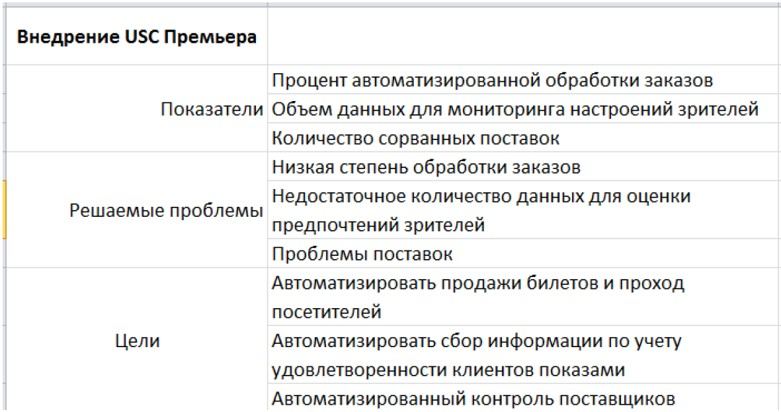 Внедрение USC Премьера
Процент автоматизированной обработки заказов
Показатели
Объем данных для мониторинга настроений зрителей
Количество сорванных поставок
Низкая степень обработки заказов
Решаемые проблемы
Недостаточное количество данных для оценки
предпочтений зрителей
Проблемы поставок
Автоматизировать продажи билетов и проход
посетителей
Цели
Автоматизировать сбор информации по учету
удовлетворенности клиентов показами
Автоматизированный контроль поставщиков